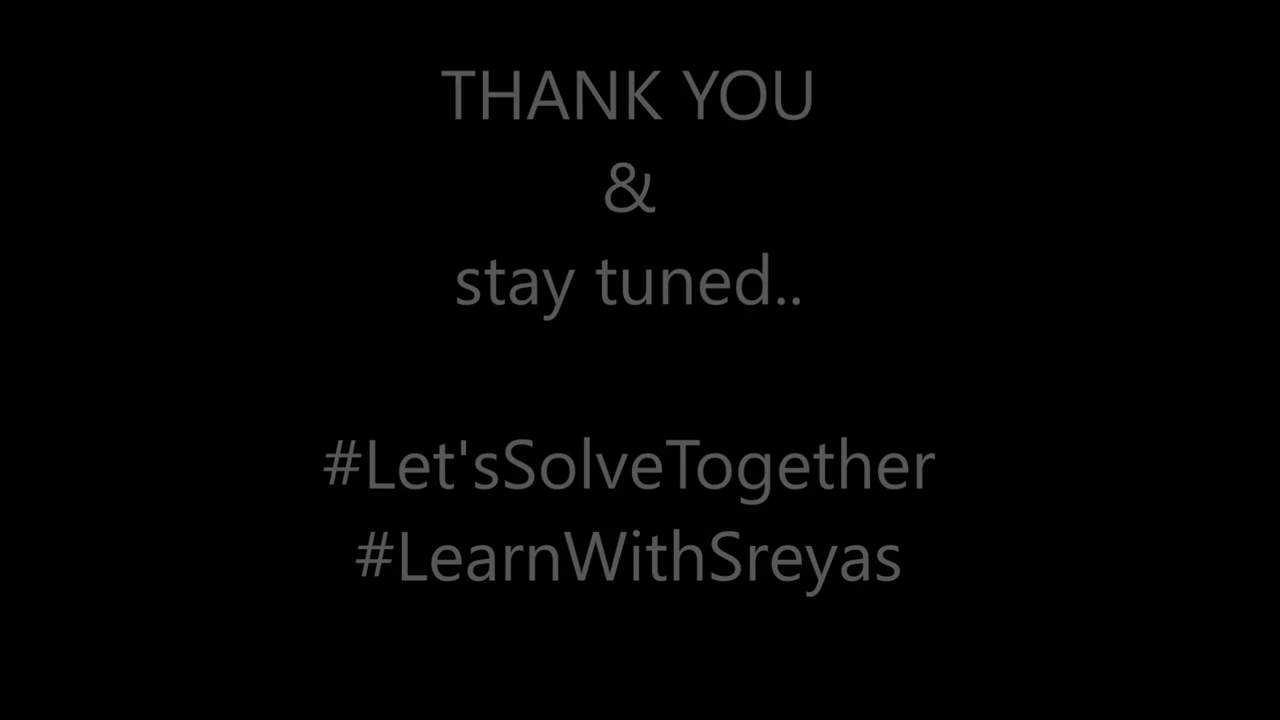 THANK YOU
&
stay tuned..
#Let'sSolveTogether
#LearnWithSreyas